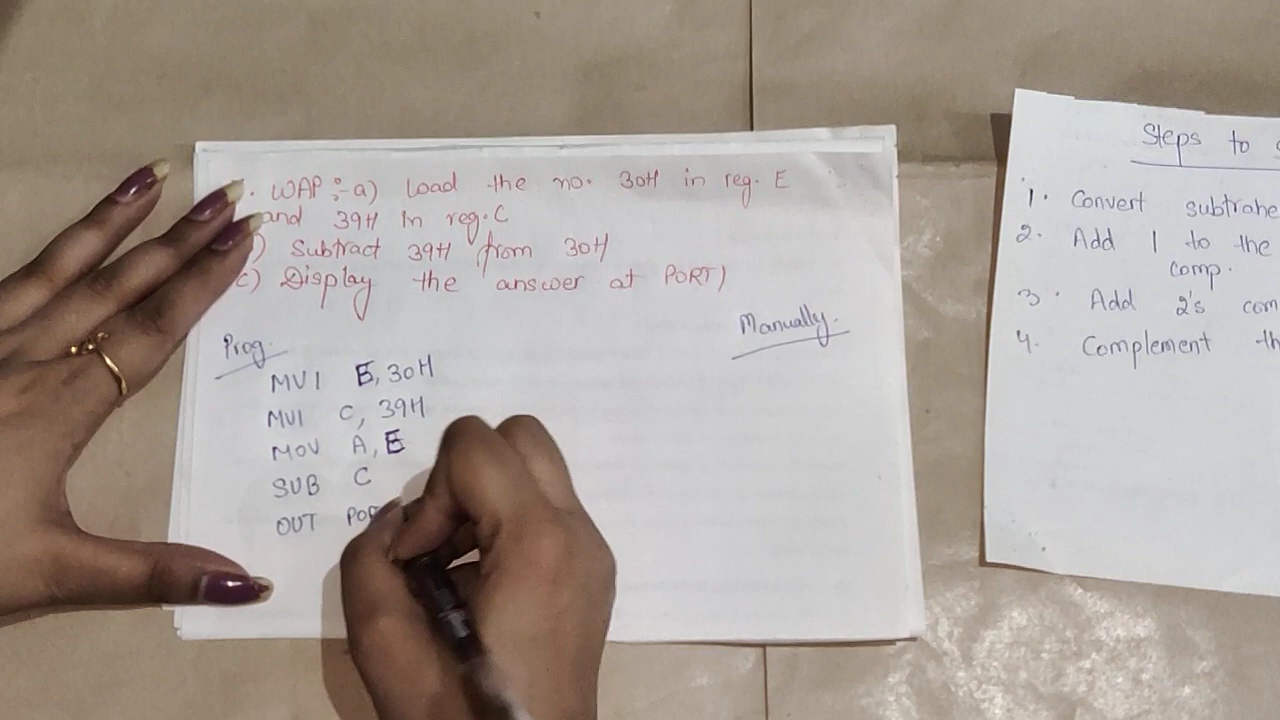 . WAP :- a) Load the no. 30H in reg. E
and 39H in reg. C
) Subtract 39H from 30H
c) Display the answer at PORT1
Prog.
Manually.
MVI E, 30H
MVI C, 39H
MOV A, E
SUB C
OUT POR
Steps to
1. Convert subtrahe
2. Add 1 to the
comp.
3. Add 2's com
4. Complement th